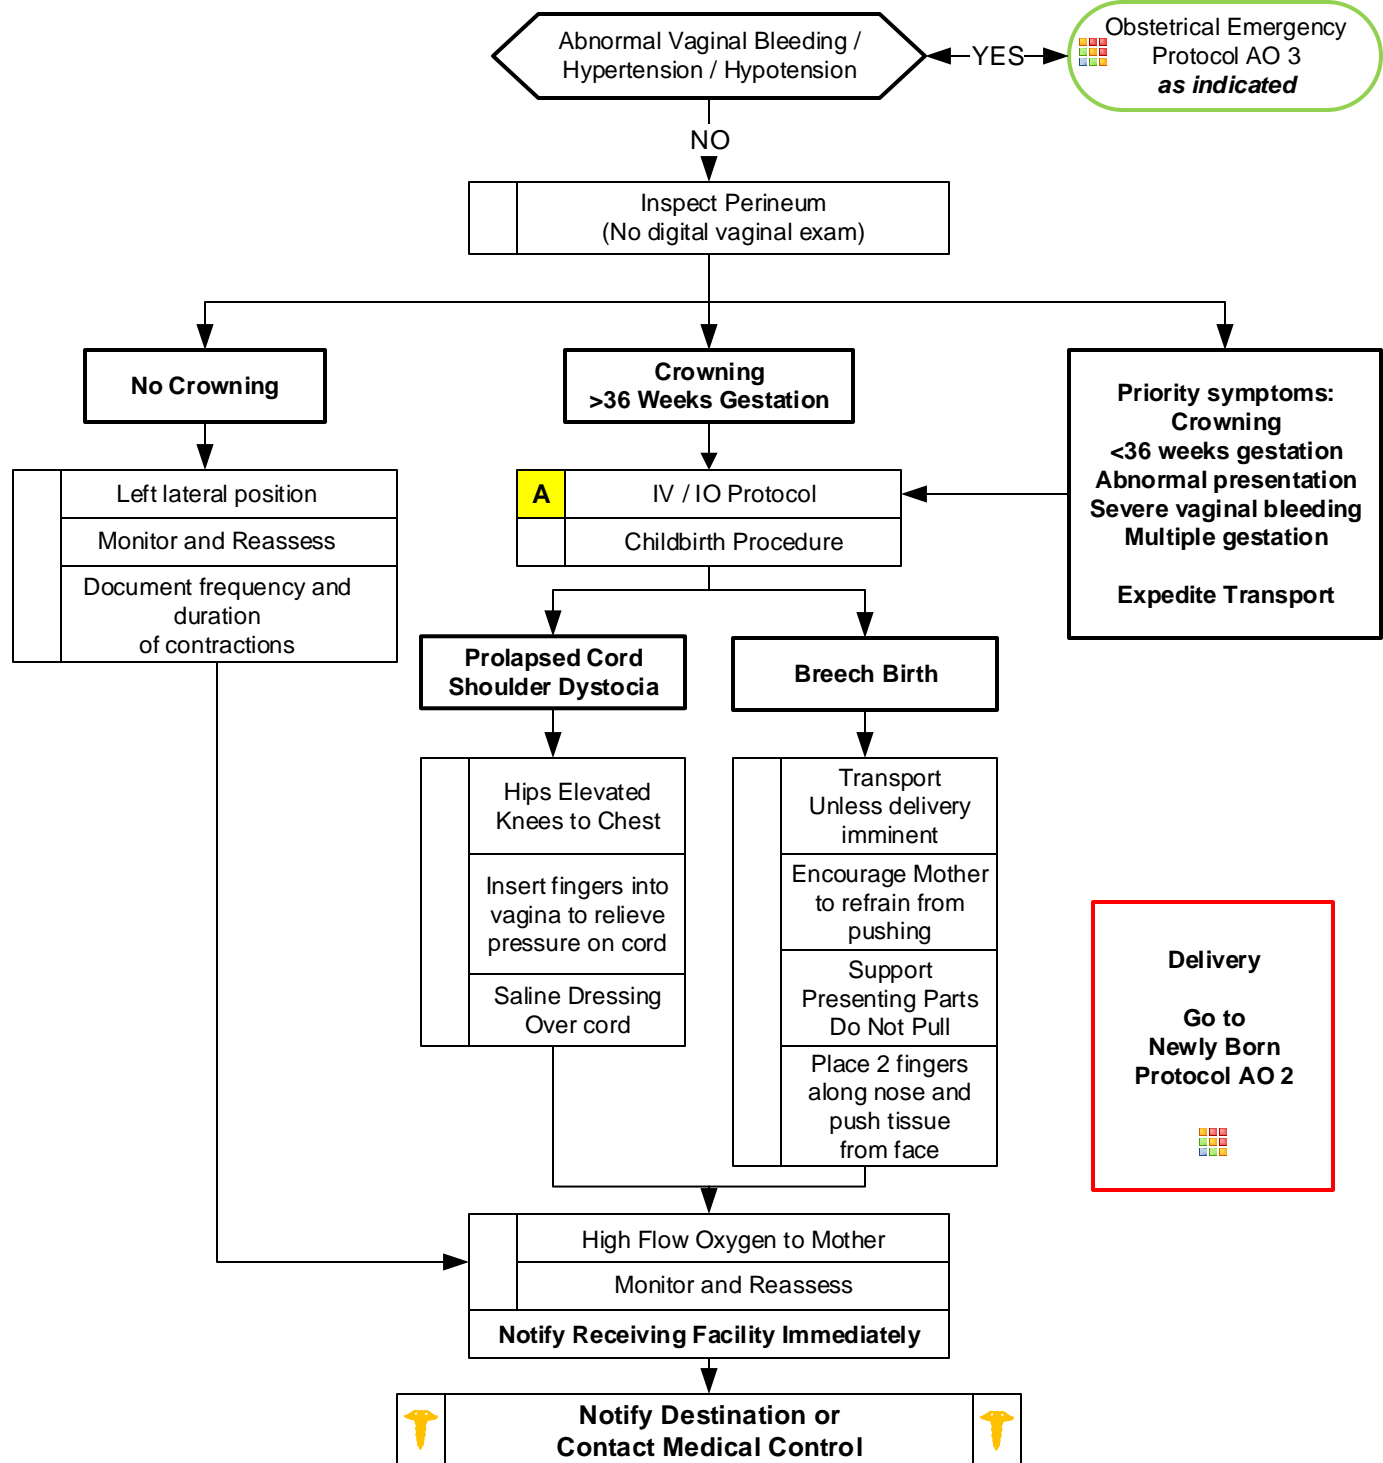 Abnormal Vaginal Bleeding /
Hypertension / Hypotension
YES
Obstetrical Emergency
Protocol AO 3
as indicated
NO
Inspect Perineum
(No digital vaginal exam)
No Crowning
Crowning
>36 Weeks Gestation
Priority symptoms:
Crowning
<36 weeks gestation
Abnormal presentation
Severe vaginal bleeding
Multiple gestation
Expedite Transport
Left lateral position
Monitor and Reassess
Document frequency and
duration
of contractions
A
IV / IO Protocol
Childbirth Procedure
Prolapsed Cord
Shoulder Dystocia
Breech Birth
Hips Elevated
Knees to Chest
Insert fingers into
vagina to relieve
pressure on cord
Saline Dressing
Over cord
Transport
Unless delivery
imminent
Encourage Mother
to refrain from
pushing
Support
Presenting Parts
Do Not Pull
Place 2 fingers
along nose and
push tissue
from face
Delivery
Go to
Newly Born
Protocol AO 2
High Flow Oxygen to Mother
Monitor and Reassess
Notify Receiving Facility Immediately
Notify Destination or
Contact Medical Control